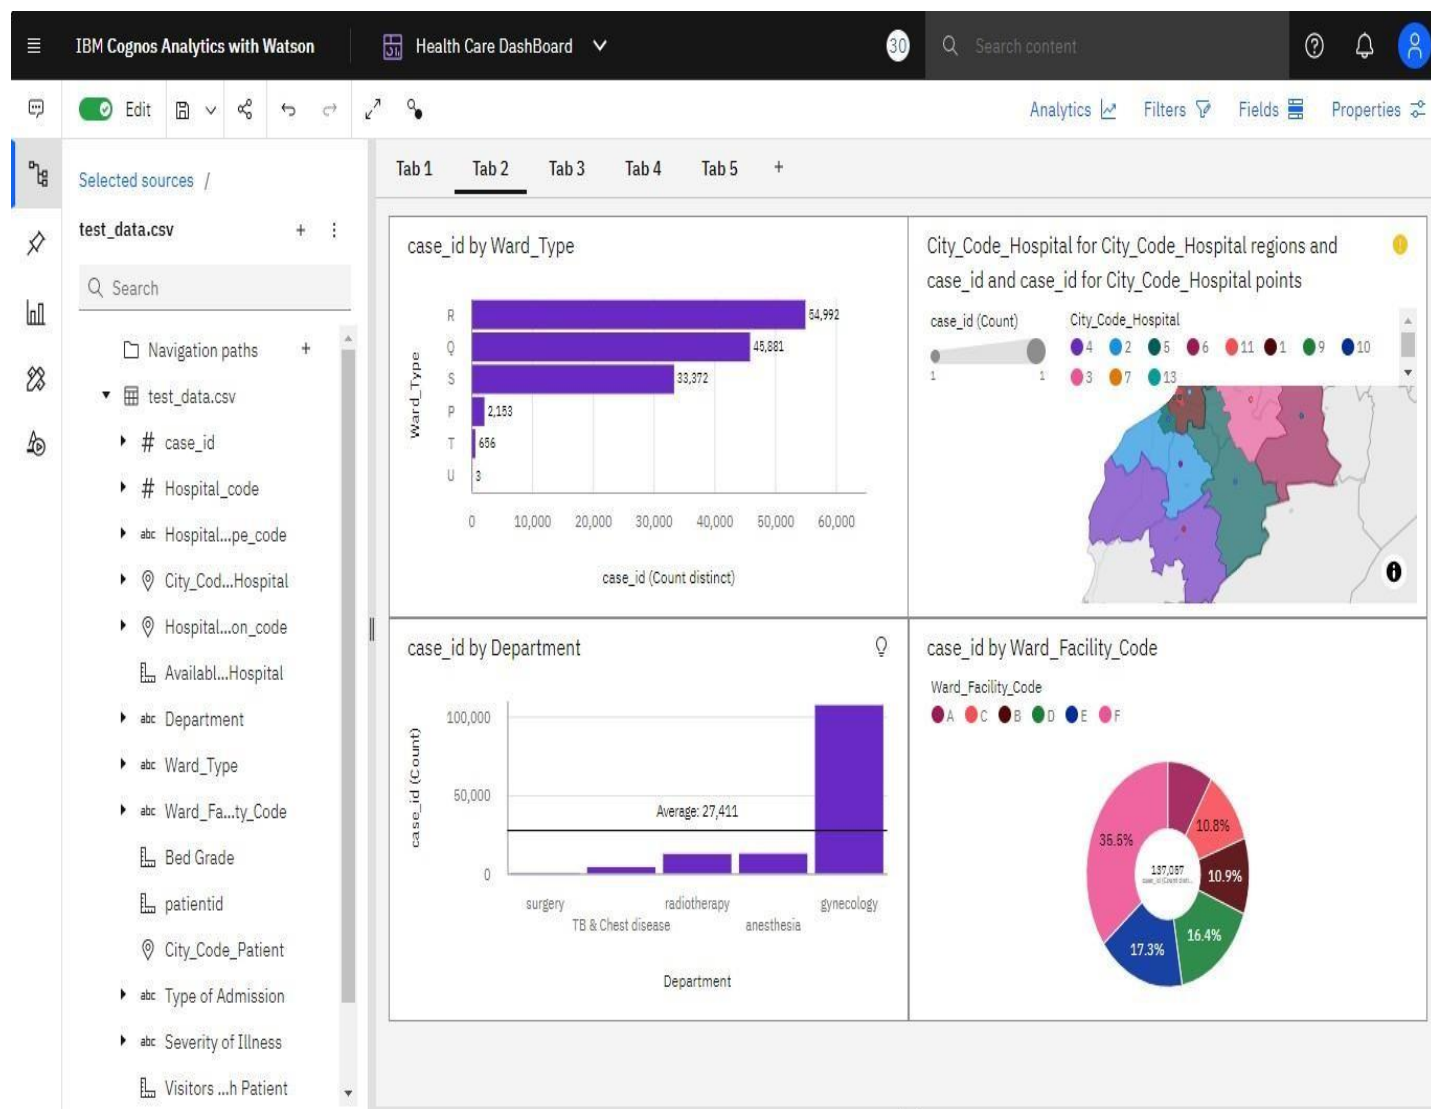 IBM Cognos Analytics with Watson
Health Care DashBoard
30
Search content
Edit
Analytics
Filters
Fields
Properties
Selected sources /
test_data.csv
Search
Navigation paths
test_data.csv
case_id
Hospital_code
abc Hospital...pe_code
City_Cod...Hospital
Hospital...on_code
Availabl...Hospital
abc Department
abc Ward_Type
abc Ward_Fa...ty_Code
Bed Grade
patientid
City_Code_Patient
abc Type of Admission
abc Severity of Illness
Visitors ...h Patient
Tab 1 Tab 2 Tab 3 Tab 4 Tab 5 +
case_id by Ward_Type
Ward_Type
R 54,992
Q 45,881
S 33,372
P 2,153
T 656
U 3
0 10,000 20,000 30,000 40,000 50,000 60,000
case_id (Count distinct)
City_Code_Hospital for City_Code_Hospital regions and
case_id and case_id for City_Code_Hospital points
case_id (Count)
1 1
City_Code_Hospital
4 2 5 6 11 1 9 10
3 7 13
case_id by Department
case_id (Count)
100,000
50,000
0
Average: 27,411
surgery radiotherapy gynecology
TB & Chest disease anesthesia
Department
case_id by Ward_Facility_Code
Ward_Facility_Code
A C B D E F
35.5%
10.8%
10.9%
16.4%
17.3%
137,057